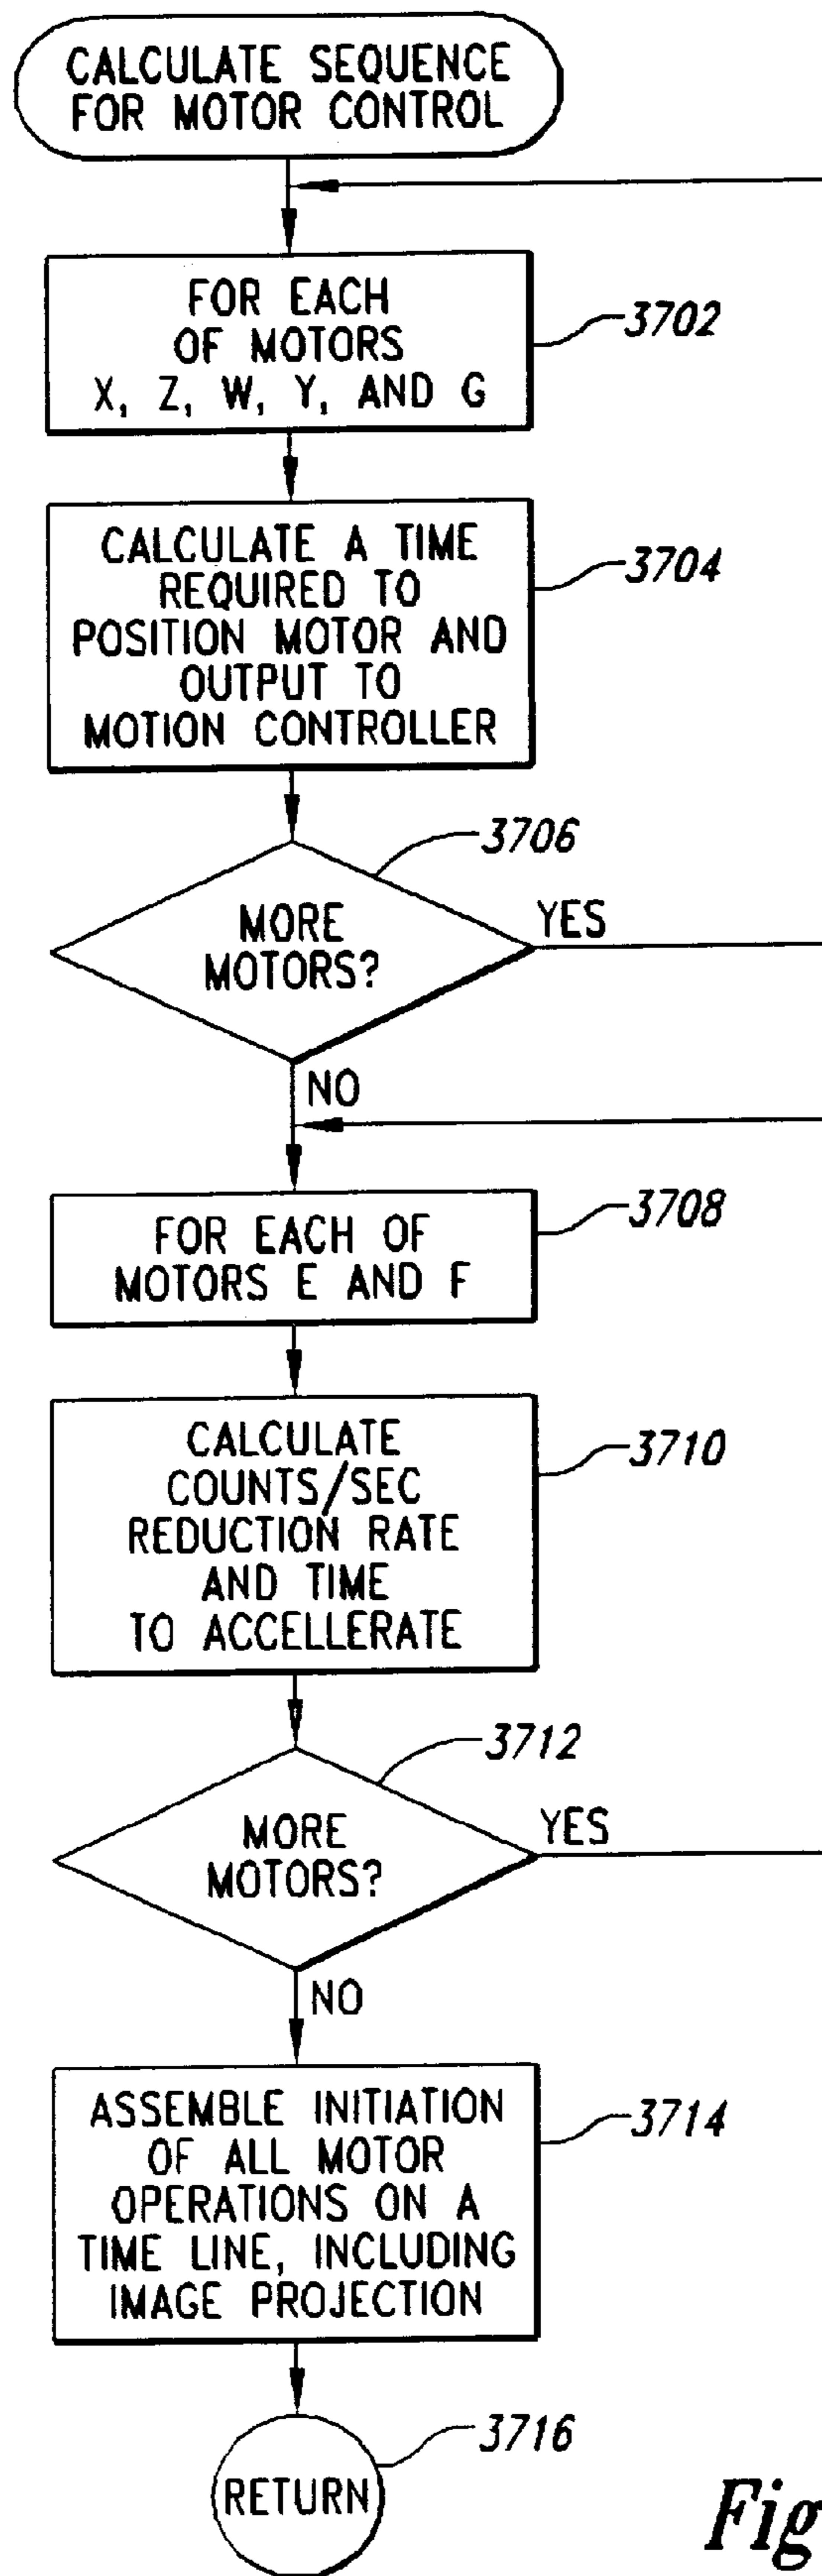 CALCULATE SEQUENCE
FOR MOTOR CONTROL
FOR EACH
OF MOTORS
X, Z, W, Y, AND G
3702
CALCULATE A TIME
REQUIRED TO
POSITION MOTOR AND
OUTPUT TO
MOTION CONTROLLER
3704
3706
MORE
MOTORS?
YES
NO
FOR EACH OF
MOTORS E AND F
3708
CALCULATE
COUNTS/SEC
REDUCTION RATE
AND TIME
TO ACCELLERATE
3710
3712
MORE
MOTORS?
YES
NO
ASSEMBLE INITIATION
OF ALL MOTOR
OPERATIONS ON A
TIME LINE, INCLUDING
IMAGE PROJECTION
3714
3716
RETURN
Fig